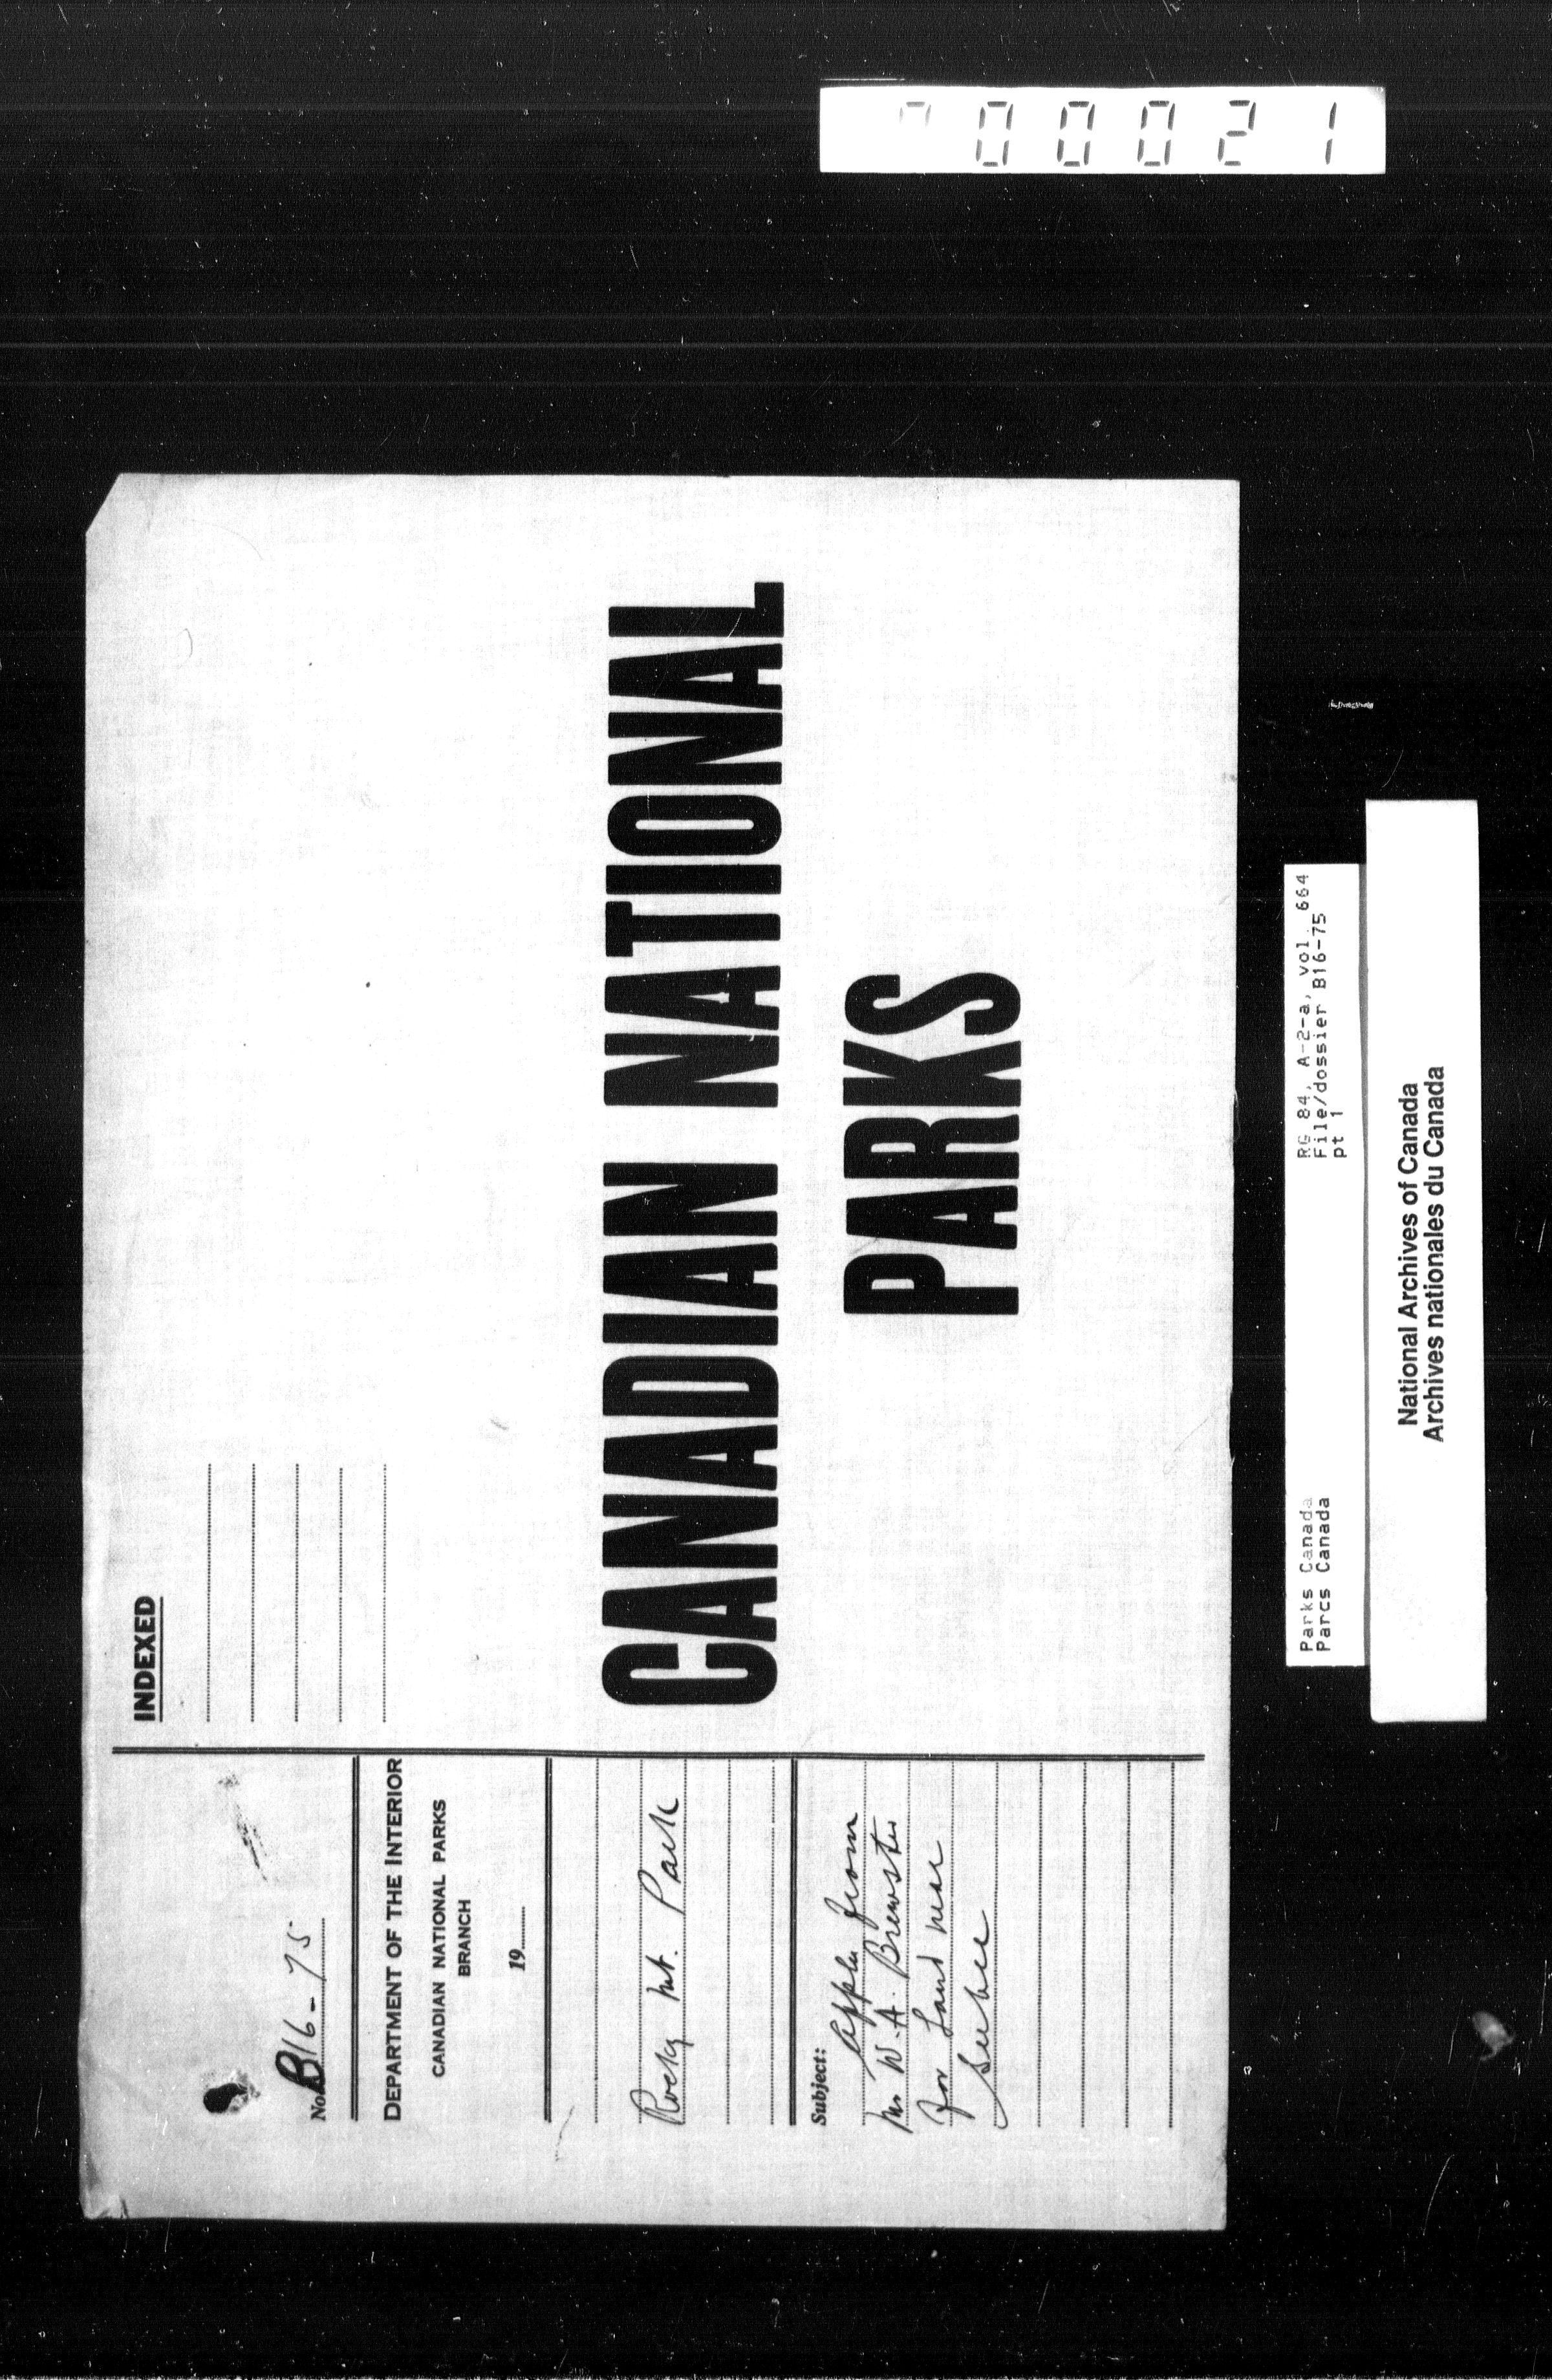 00021
INDEXED
No. B16-75
DEPARTMENT OF THE INTERIOR
CANADIAN NATIONAL PARKS
BRANCH
19
Rocky Mt. Park
Subject:
Appln from
Mr W.A. Brewster
for Land near
CANADIAN NATIONAL
PARKS
Parks Canada
Parcs Canada
RG 84, A-2-a, vol. 664
File/dossier B16-75
pt 1
National Archives of Canada
Archives nationales du Canada